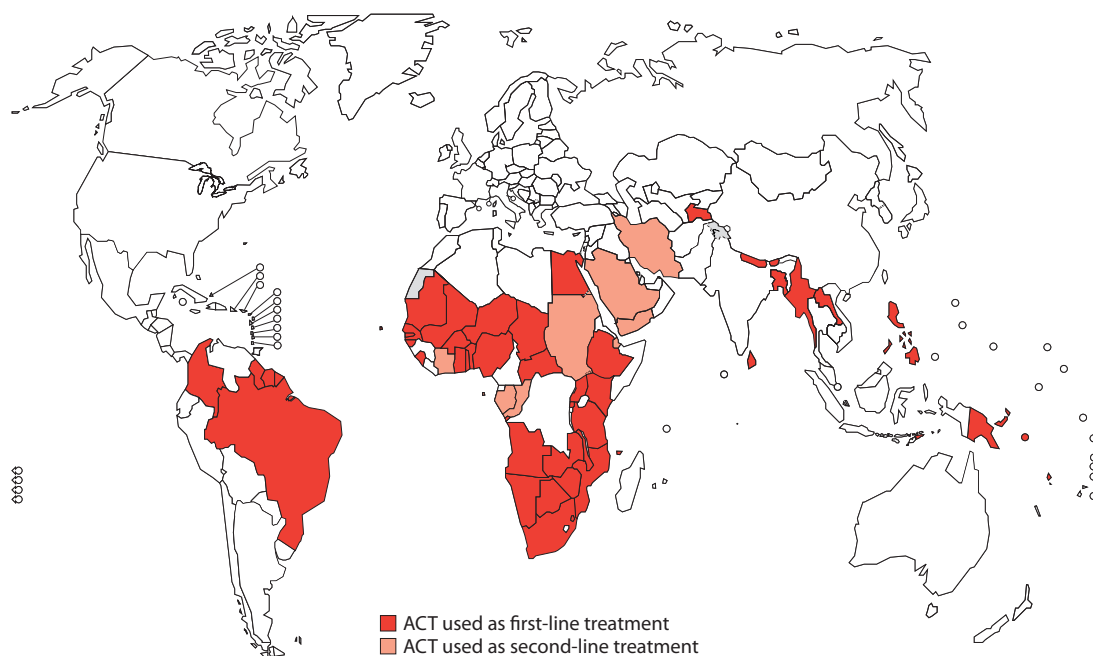 ACT used as first-line treatment
ACT used as second-line treatment